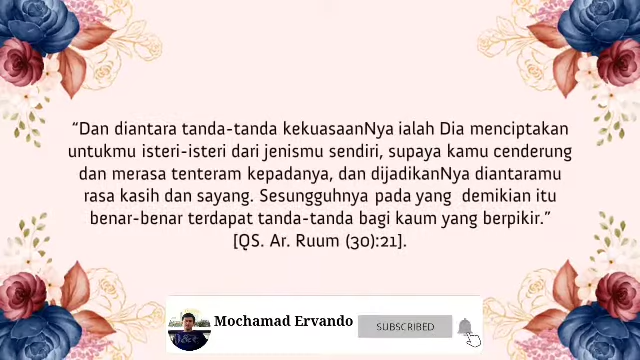 “Dan diantara tanda-tanda kekuasaanNya ialah Dia menciptakan
untukmu isteri-isteri dari jenismu sendiri, supaya kamu cenderung
dan merasa tenteram kepadanya, dan dijadikanNya diantaramu
rasa kasih dan sayang. Sesungguhnya pada yang demikian itu
benar-benar terdapat tanda-tanda bagi kaum yang berpikir.”
[QS. Ar. Ruum (30):21].
Mochamad Ervando
SUBSCRIBED